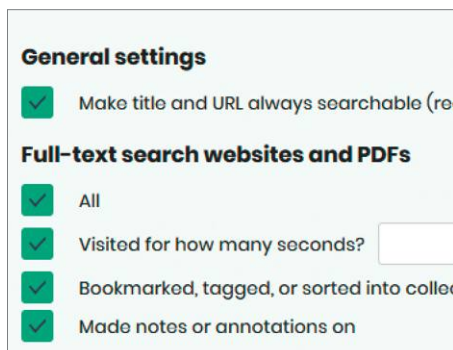 General settings
Make title and URL always searchable (re
Full-text search websites and PDFs
All
Visited for how many seconds?
Bookmarked, tagged, or sorted into collec
Made notes or annotations on